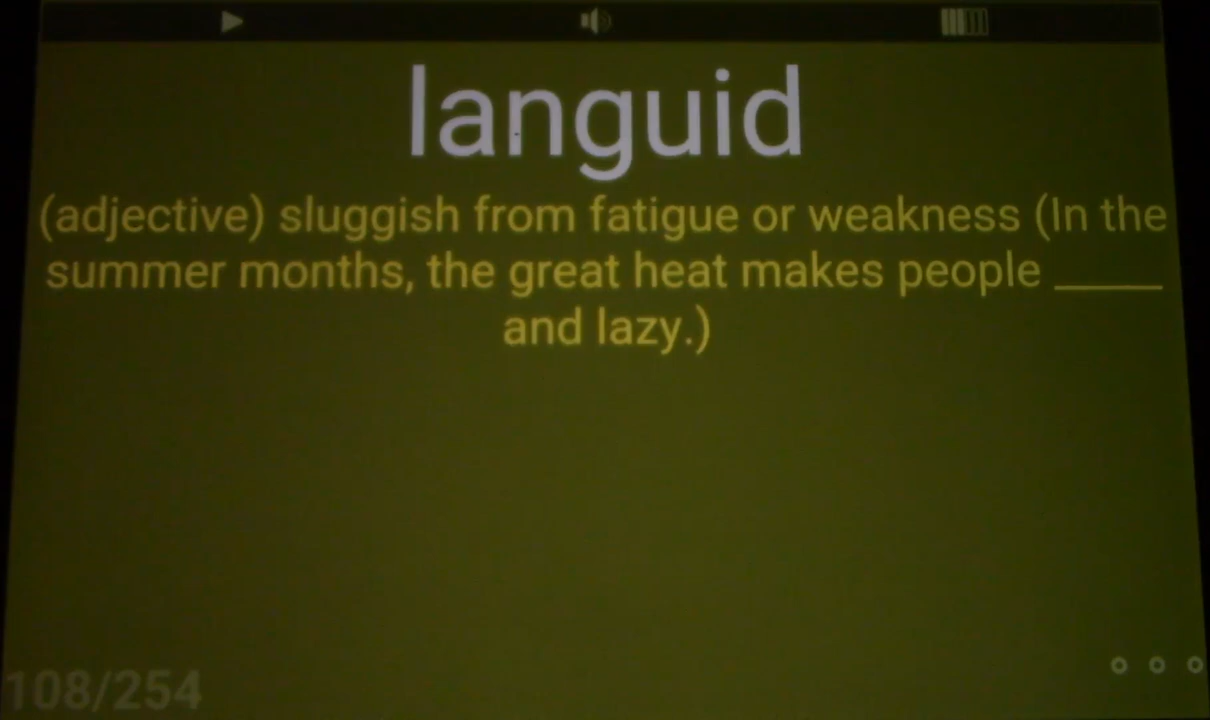 languid
(adjective) sluggish from fatigue or weakness (In the
summer months, the great heat makes people _____
and lazy.)
108/254